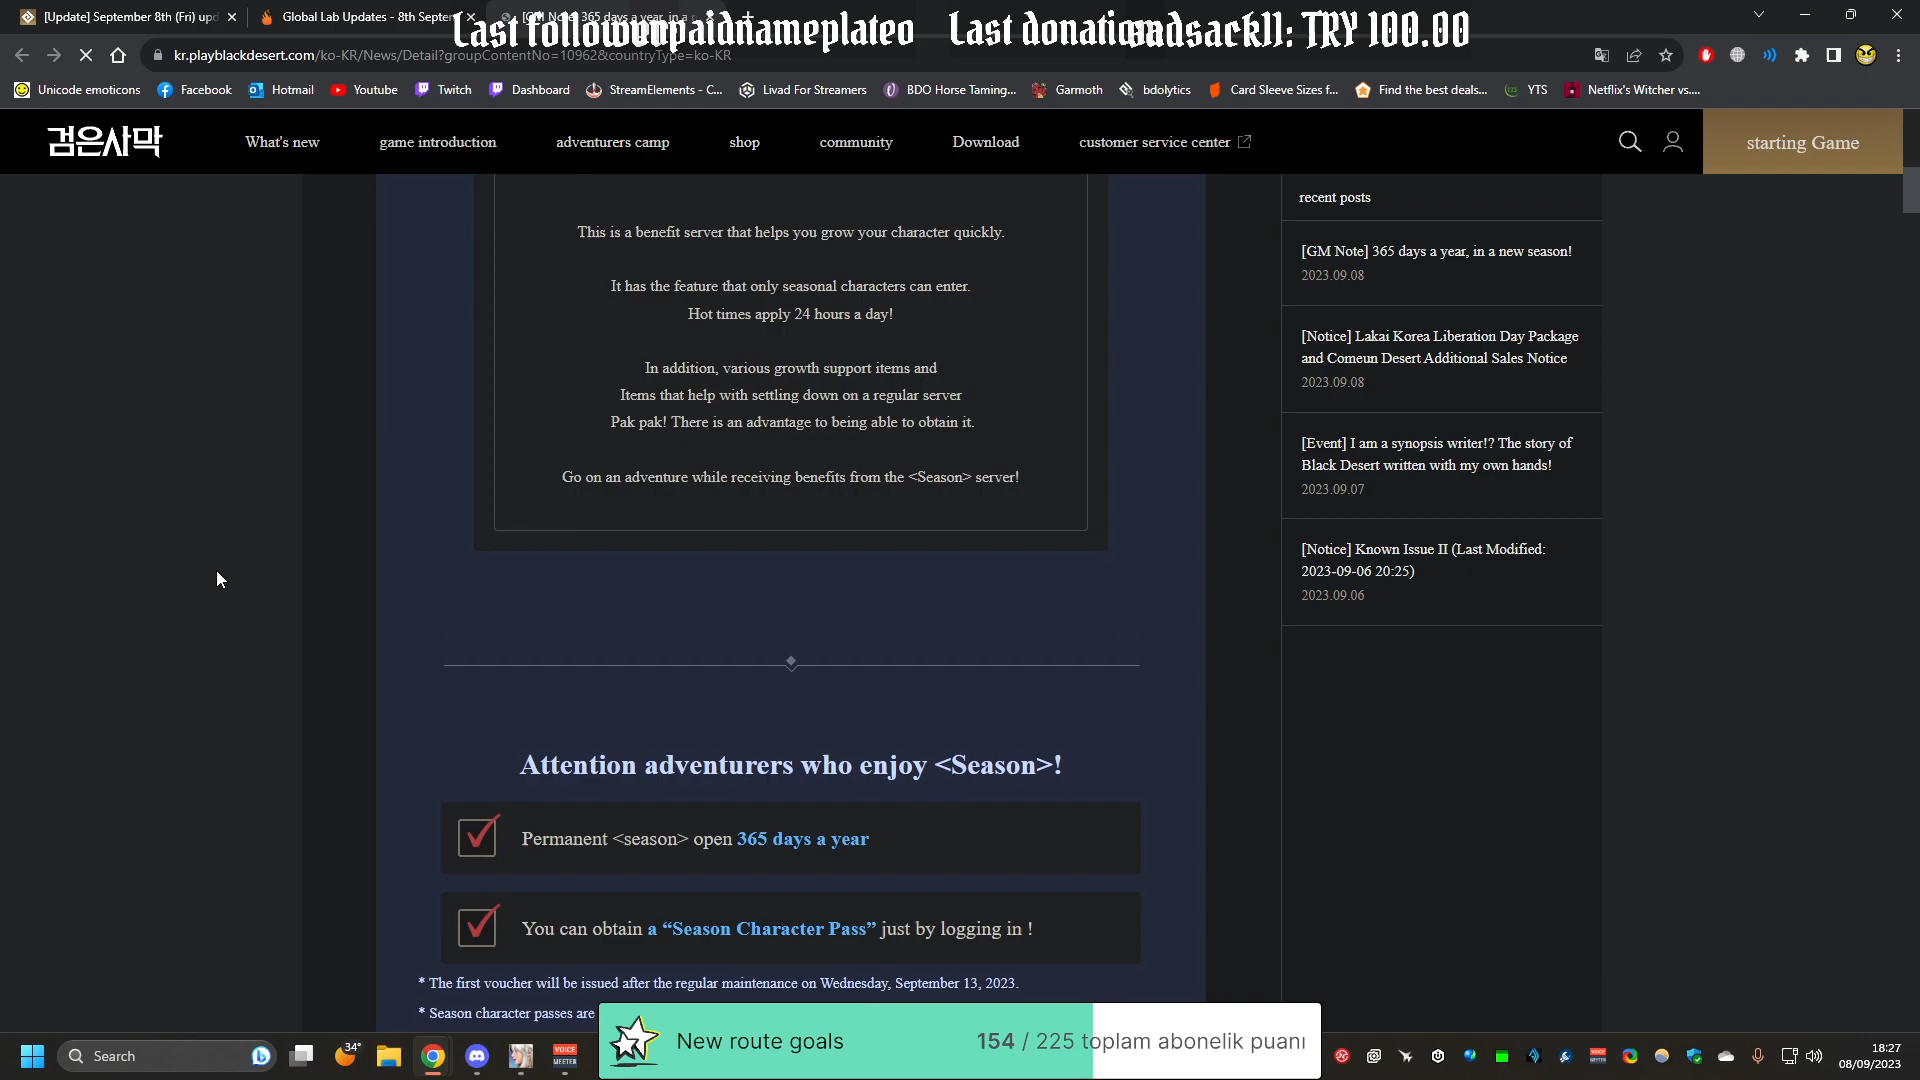 [Update] September 8th (Fri) upd
Global Lab Updates - 8th Septem
[GM Note] 365 days a year, in a
Last follower
unpaidnameplateo
Last donation
sadsack11: TRY 100.00
kr.playblackdesert.com/ko-KR/News/Detail?groupContentNo=10962&countryType=ko-KR
Unicode emoticons
Facebook
Hotmail
Youtube
Twitch
Dashboard
StreamElements - C...
Livad For Streamers
BDO Horse Taming...
Garmoth
bdolytics
Card Sleeve Sizes f...
Find the best deals...
YTS
Netflix's Witcher vs....
검은사막
What's new
game introduction
adventurers camp
shop
community
Download
customer service center
starting Game
This is a benefit server that helps you grow your character quickly.
It has the feature that only seasonal characters can enter.
Hot times apply 24 hours a day!
In addition, various growth support items and
Items that help with settling down on a regular server
Pak pak! There is an advantage to being able to obtain it.
Go on an adventure while receiving benefits from the <Season> server!
Attention adventurers who enjoy <Season>!
Permanent <season> open 365 days a year
You can obtain a “Season Character Pass” just by logging in !
* The first voucher will be issued after the regular maintenance on Wednesday, September 13, 2023.
* Season character passes are
recent posts
[GM Note] 365 days a year, in a new season!
2023.09.08
[Notice] Lakai Korea Liberation Day Package
and Comeun Desert Additional Sales Notice
2023.09.08
[Event] I am a synopsis writer!? The story of
Black Desert written with my own hands!
2023.09.07
[Notice] Known Issue II (Last Modified:
2023-09-06 20:25)
2023.09.06
New route goals
154 / 225 toplam abonelik puanı
Search
34°
VOICE
MEETER
18:27
08/09/2023